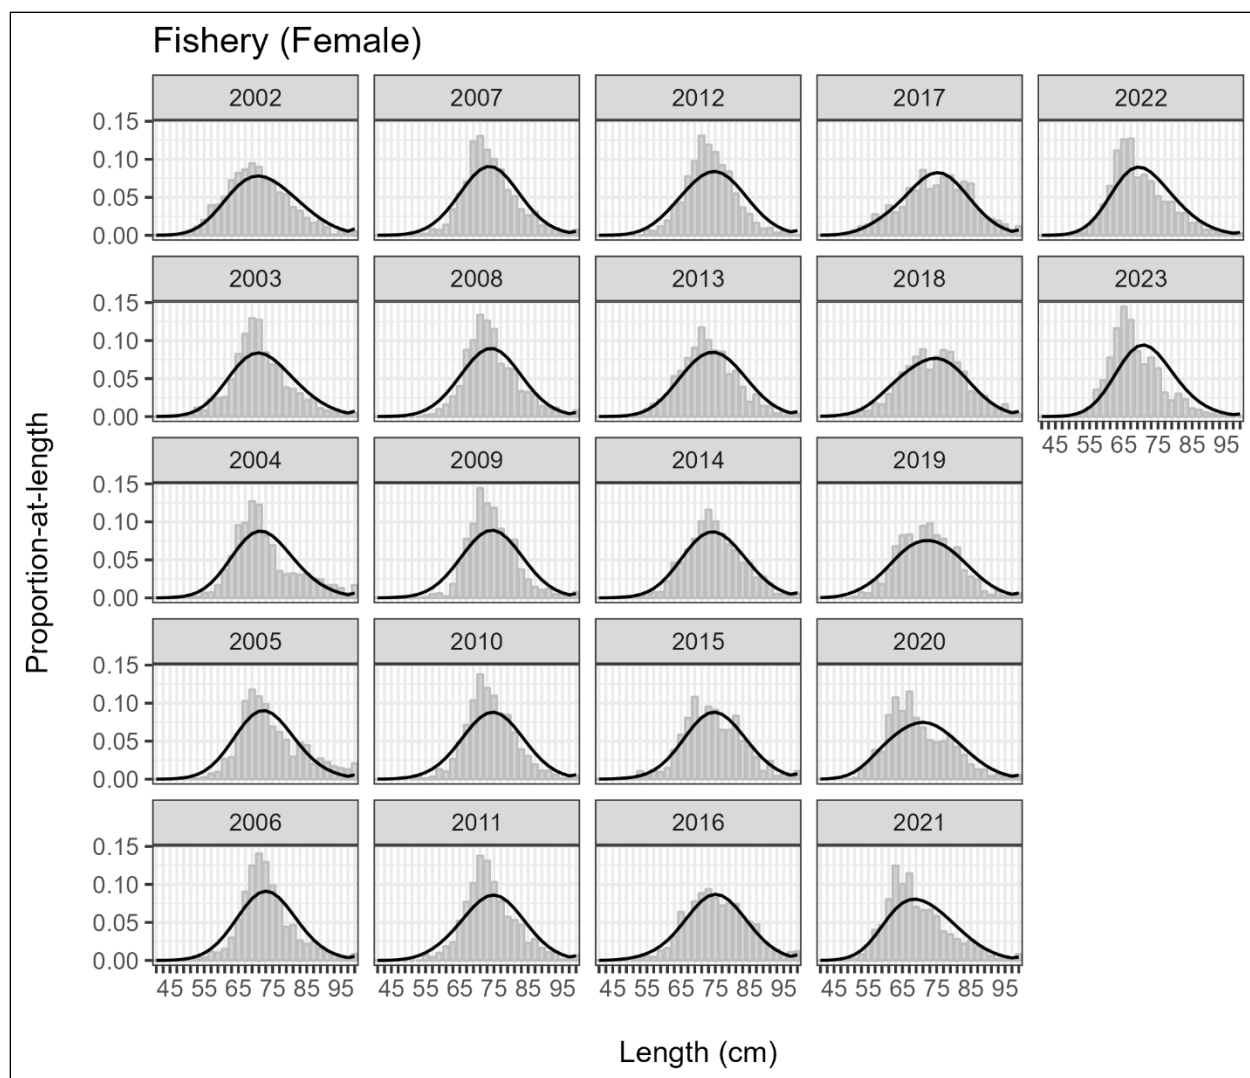 Fishery (Female)
2002 2007 2012 2017 2022
0.15
0.10
0.05
0.00
2003 2008 2013 2018 2023
0.15
0.10
0.05
0.00
45 55 65 75 85 95
2004 2009 2014 2019
0.15
0.10
0.05
0.00
2005 2010 2015 2020
0.15
0.10
0.05
0.00
2006 2011 2016 2021
0.15
0.10
0.05
0.00
45 55 65 75 85 95 45 55 65 75 85 95 45 55 65 75 85 95 45 55 65 75 85 95
Proportion-at-length
Length (cm)